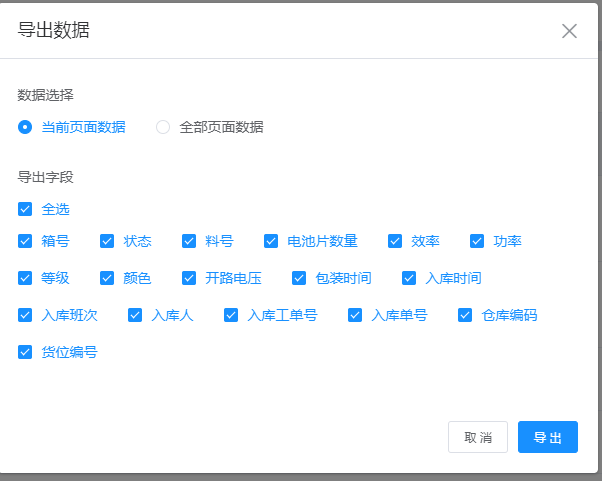 导出数据
数据选择
当前页面数据 全部页面数据
导出字段
全选
箱号 状态 料号 电池片数量 效率 功率
等级 颜色 开路电压 包装时间 入库时间
入库班次 入库人 入库工单号 入库单号 仓库编码
货位编号
取消 导出